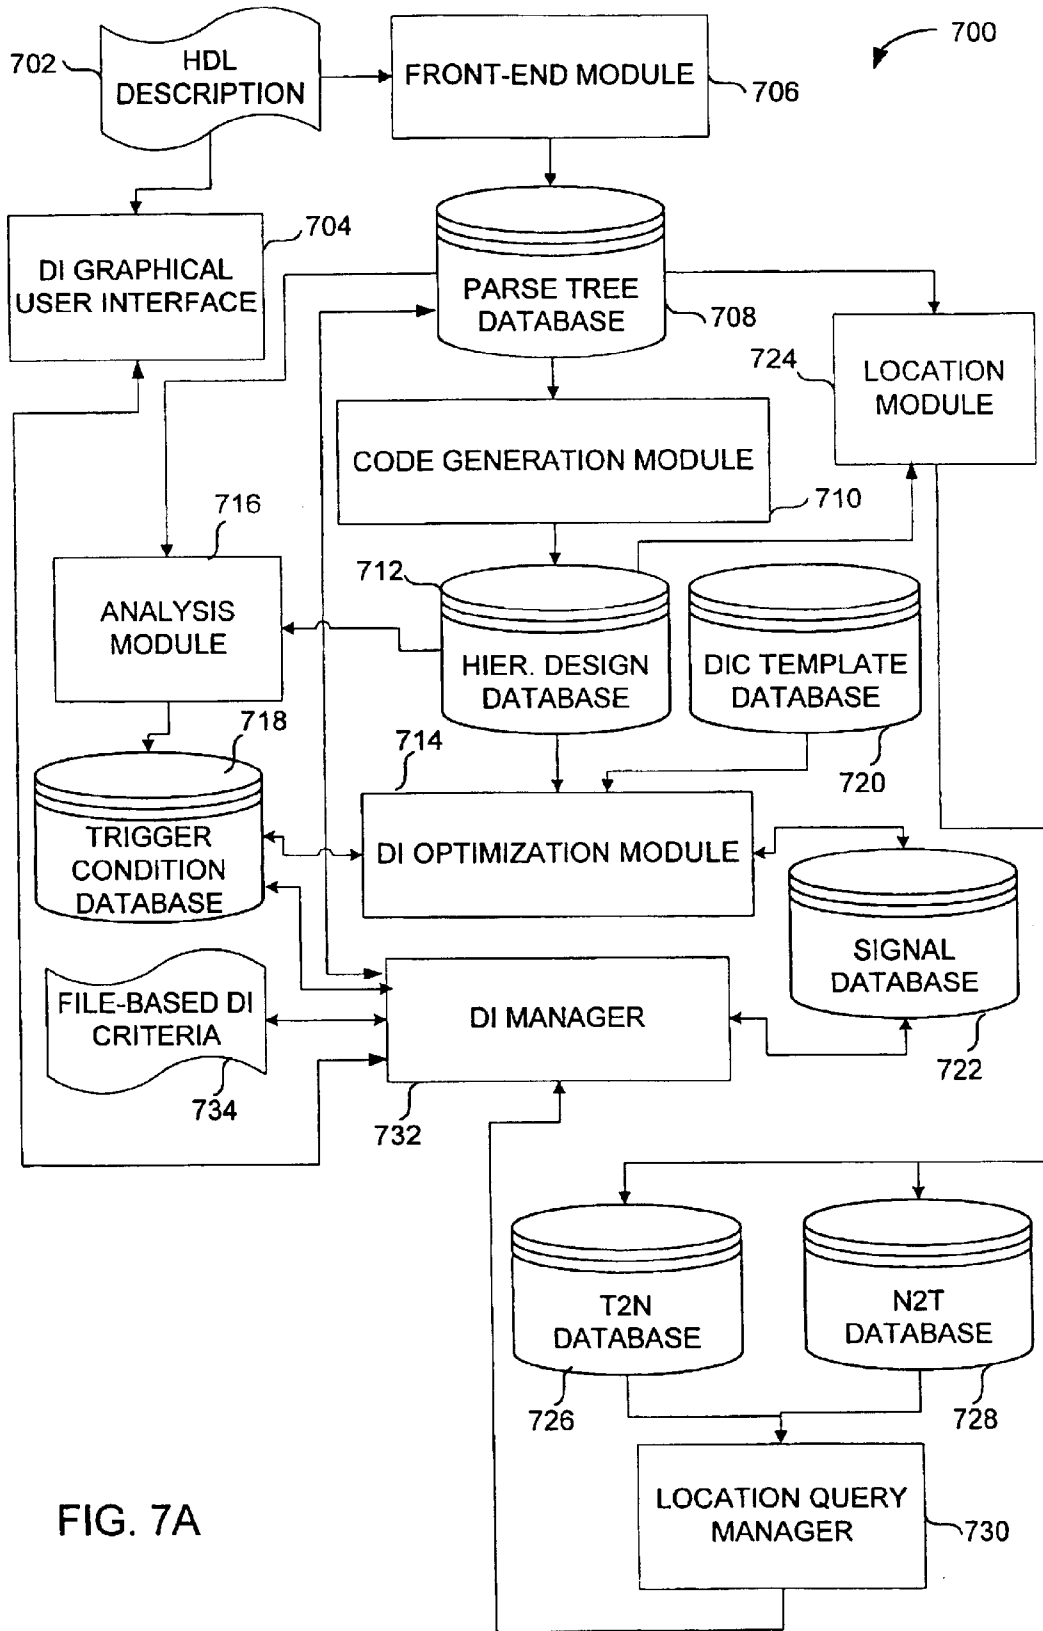 700
702
HDL
DESCRIPTION
FRONT-END MODULE
706
704
DI GRAPHICAL
USER INTERFACE
PARSE TREE
DATABASE
708
724
LOCATION
MODULE
CODE GENERATION MODULE
710
716
ANALYSIS
MODULE
712
HIER. DESIGN
DATABASE
DIC TEMPLATE
DATABASE
720
718
TRIGGER
CONDITION
DATABASE
714
DI OPTIMIZATION MODULE
SIGNAL
DATABASE
722
FILE-BASED DI
CRITERIA
734
DI MANAGER
732
T2N
DATABASE
726
N2T
DATABASE
728
LOCATION QUERY
MANAGER
730
FIG. 7A